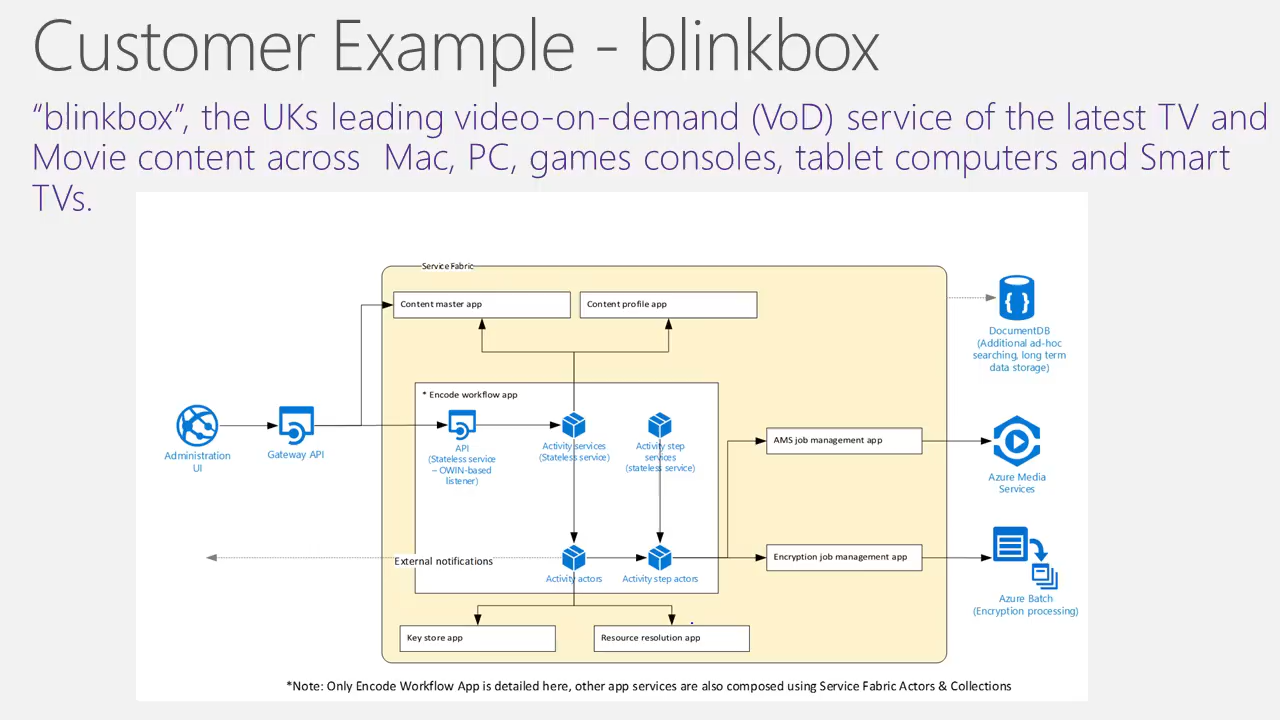 Customer Example - blinkbox
“blinkbox”, the UKs leading video-on-demand (VoD) service of the latest TV and
Movie content across  Mac, PC, games consoles, tablet computers and Smart
TVs.
Service Fabric
Content master app
Content profile app
DocumentDB
(Additional ad-hoc
searching, long term
data storage)
* Encode workflow app
Administration
UI
Gateway API
API
(Stateless service
– OWIN-based
listener)
Activity services
(Stateless service)
Activity step
services
(stateless service)
AMS job management app
Azure Media
Services
External notifications
Activity actors
Activity step actors
Encryption job management app
Azure Batch
(Encryption processing)
Key store app
Resource resolution app
*Note: Only Encode Workflow App is detailed here, other app services are also composed using Service Fabric Actors & Collections